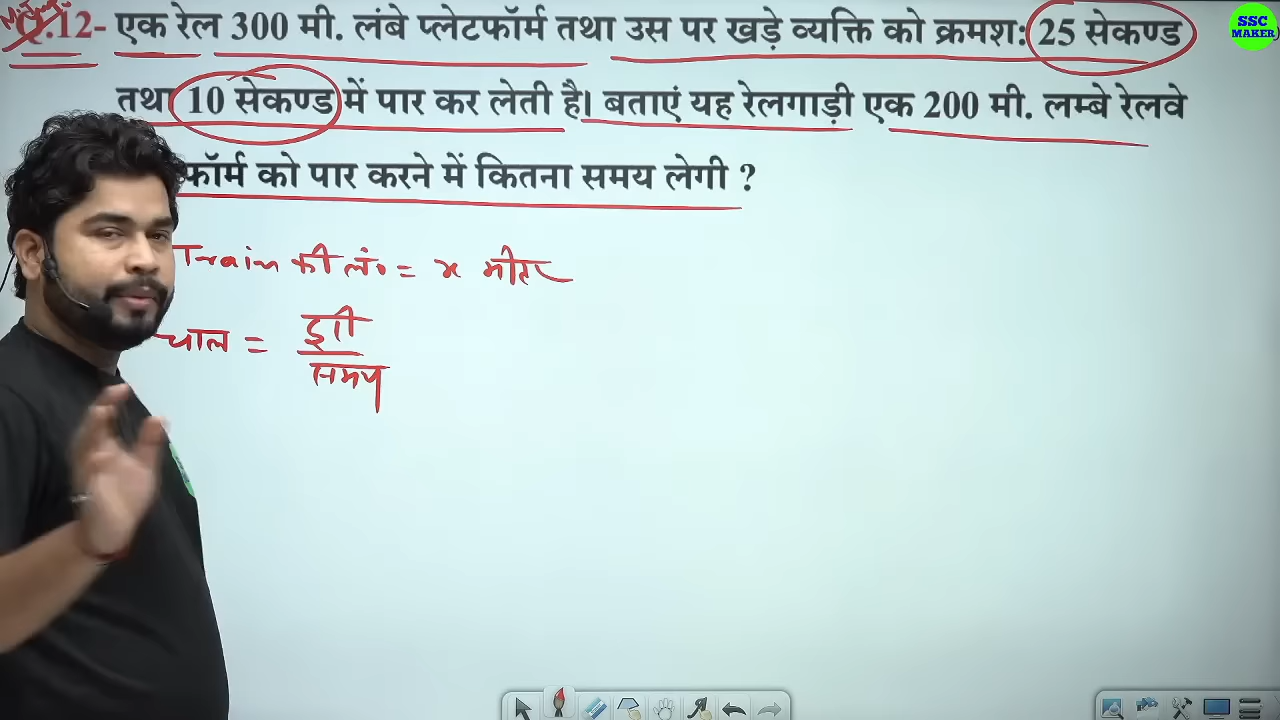 Q.12- एक रेल 300 मी. लंबे प्लेटफॉर्म तथा उस पर खड़े व्यक्ति को क्रमश: 25 सेकण्ड
तथा 10 सेकण्ड में पार कर लेती है। बताएं यह रेलगाड़ी एक 200 मी. लम्बे रेलवे
फॉर्म को पार करने में कितना समय लेगी ?
Train की लं० = x मीटर
चाल = दूरी
समय
SSC
MAKER